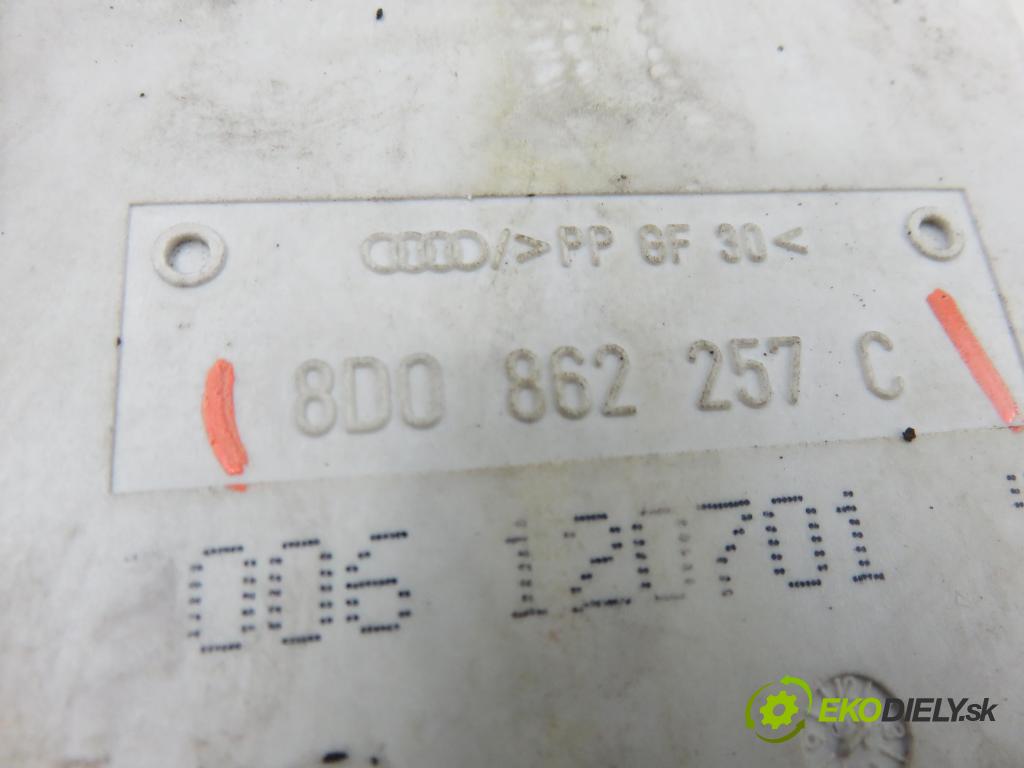 />PP GF 30<
8D0 862 257 C
006 120701
EKODIELY.sk